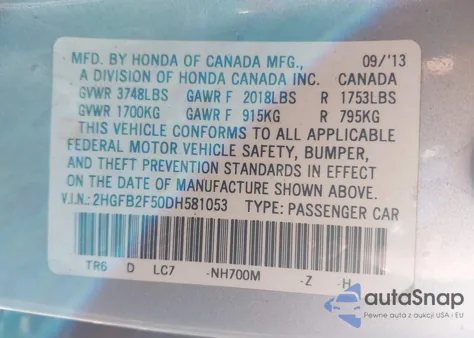 MFD. BY HONDA OF CANADA MFG., 09/'13
A DIVISION OF HONDA CANADA INC. CANADA
GVWR 3748LBS GAWR F 2018LBS R 1753LBS
GVWR 1700KG GAWR F 915KG R 795KG
THIS VEHICLE CONFORMS TO ALL APPLICABLE
FEDERAL MOTOR VEHICLE SAFETY, BUMPER,
AND THEFT PREVENTION STANDARDS IN EFFECT
ON THE DATE OF MANUFACTURE SHOWN ABOVE.
V.I.N.: 2HGFB2F50DH581053 TYPE: PASSENGER CAR
TR6 D LC7 -NH700M -Z -H
autoSnap
Pewne auta z aukcji USA i EU